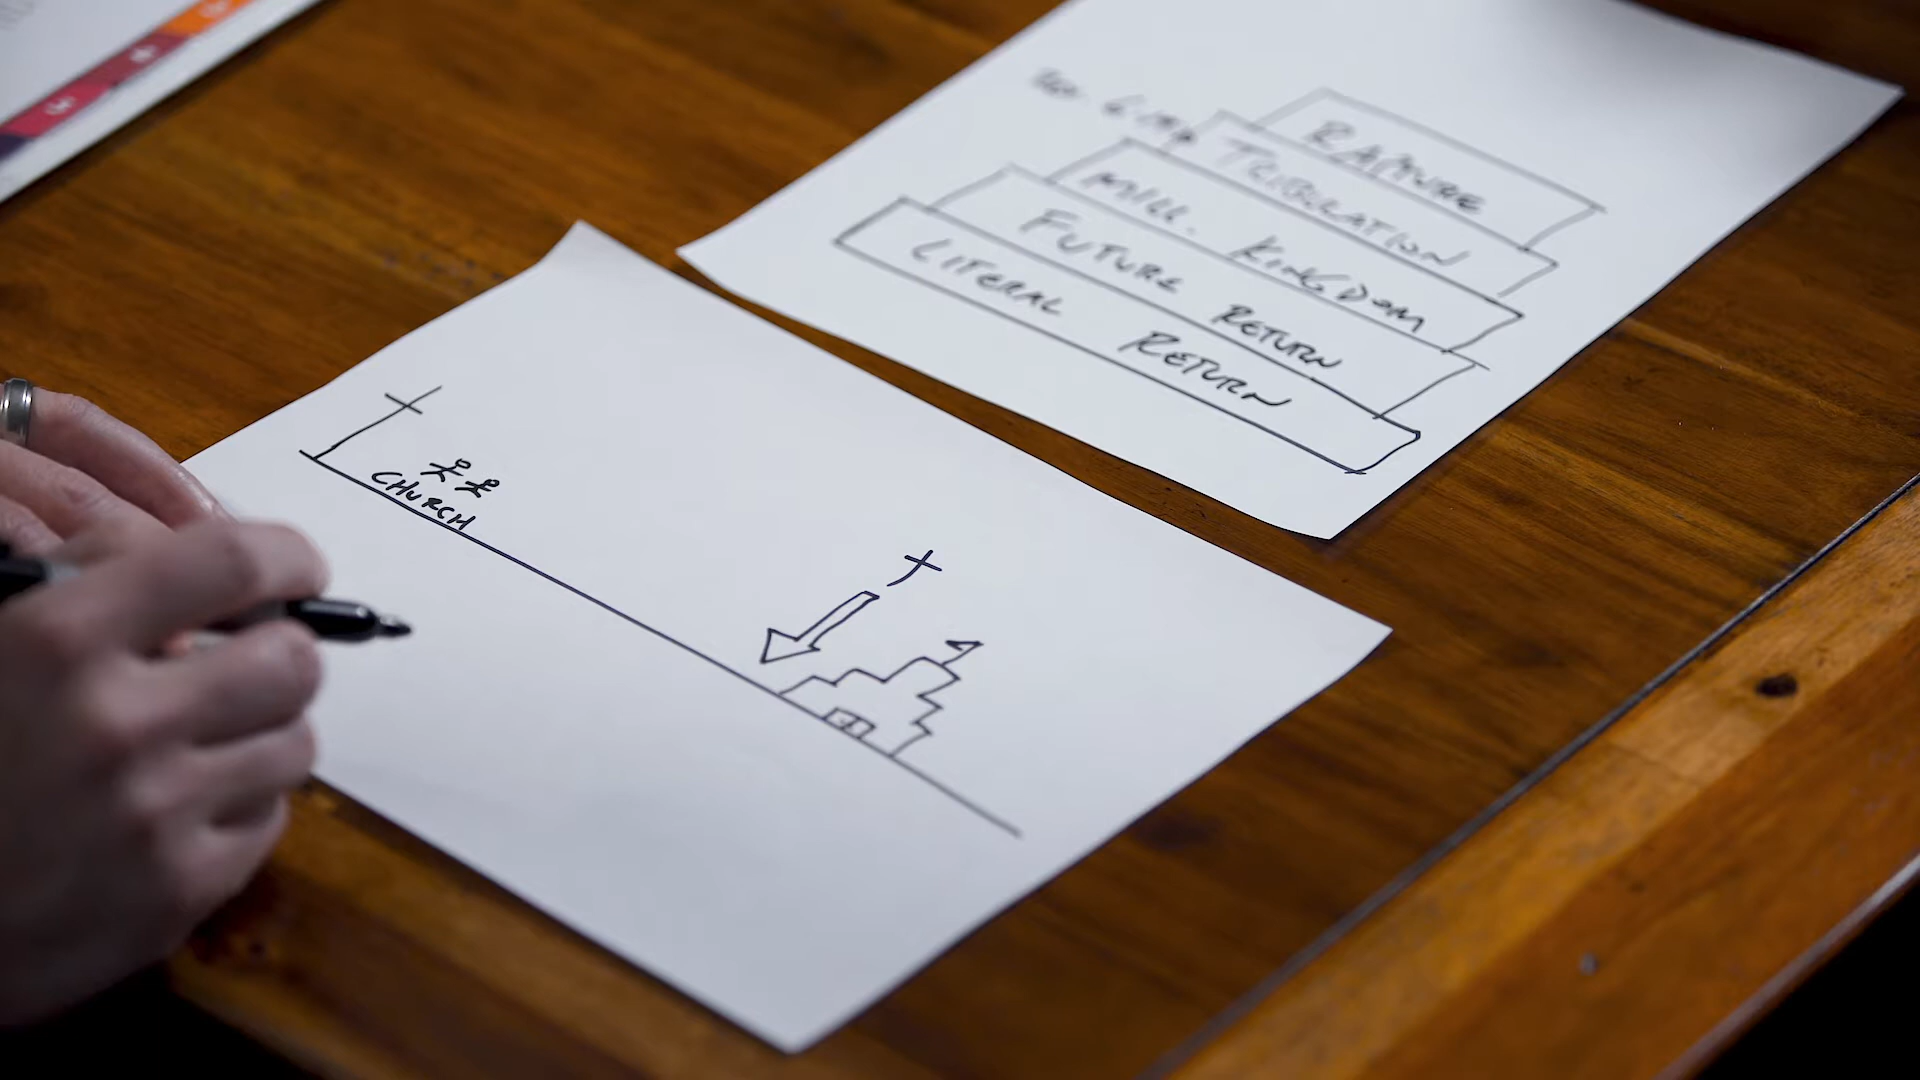 RAPTURE
TRIBULATION
MILL. KINGDOM
FUTURE RETURN
LITERAL RETURN
CHURCH